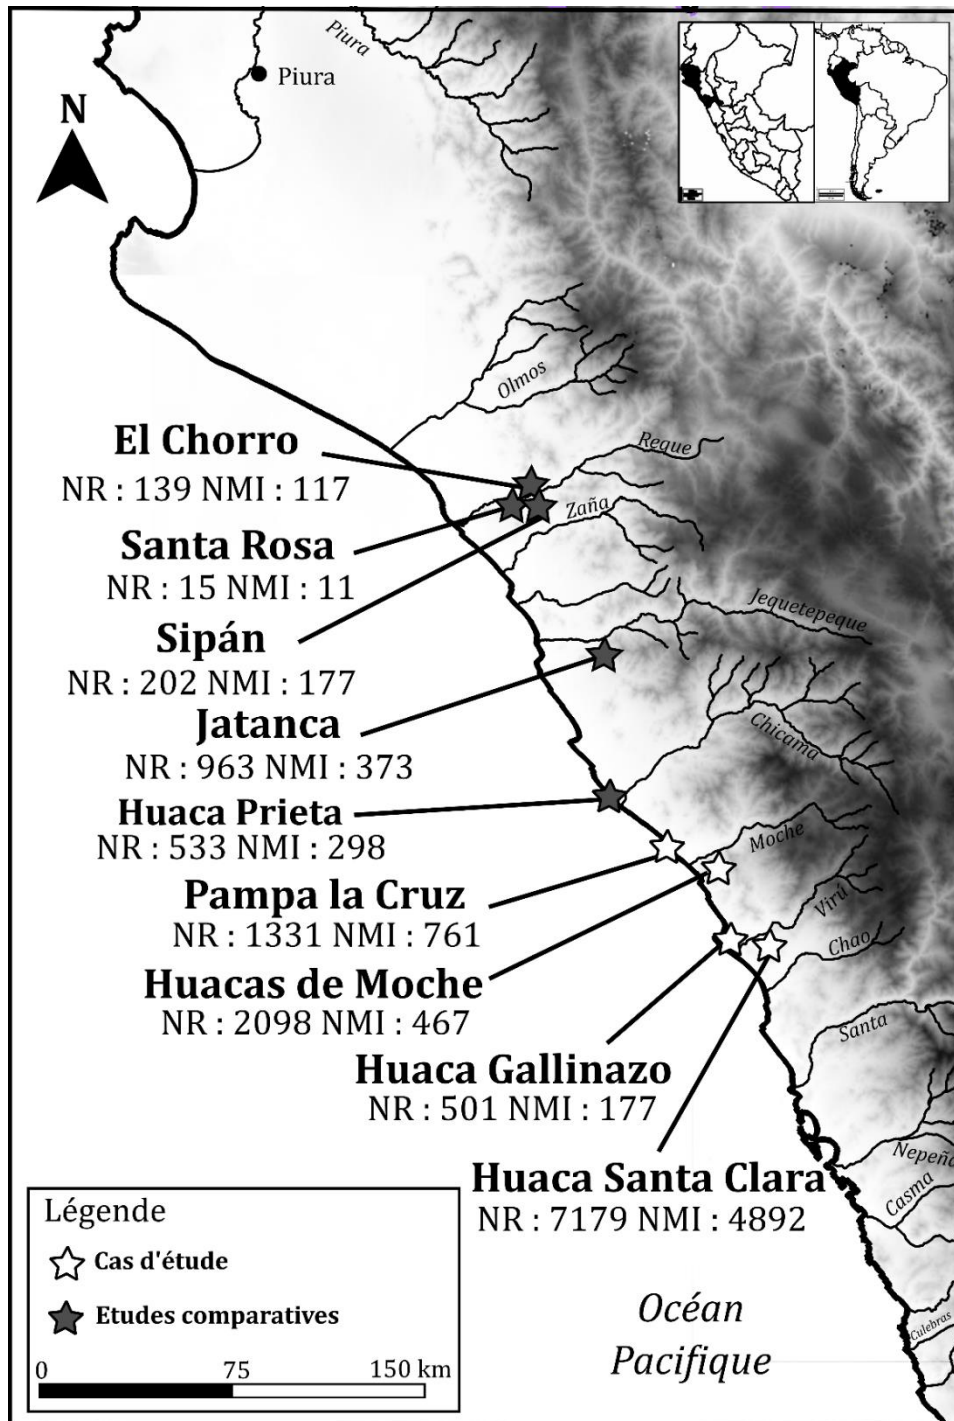 Piura
Piura
N
Olmos
Reque
El Chorro
NR : 139 NMI : 117
Zaña
Santa Rosa
NR : 15 NMI : 11
Jequetepeque
Sipán
NR : 202 NMI : 177
Jatanca
NR : 963 NMI : 373
Chicama
Huaca Prieta
NR : 533 NMI : 298
Moche
Pampa la Cruz
NR : 1331 NMI : 761
Virú
Chao
Huacas de Moche
NR : 2098 NMI : 467
Santa
Huaca Gallinazo
NR : 501 NMI : 177
Nepeña
Casma
Huaca Santa Clara
NR : 7179 NMI : 4892
Légende
Cas d'étude
Etudes comparatives
0 75 150 km
Océan
Pacifique
Culebras